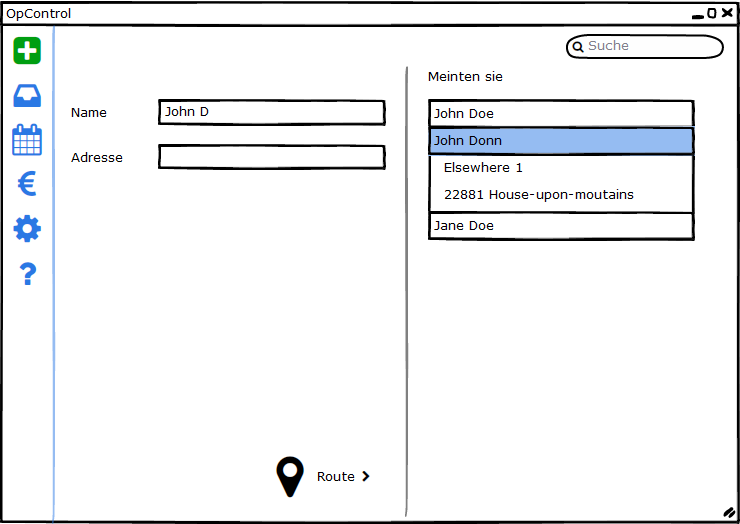 OpControl
Suche
Meinten sie
Name
John D
Adresse
John Doe
John Donn
Elsewhere 1
22881 House-upon-moutains
Jane Doe
Route